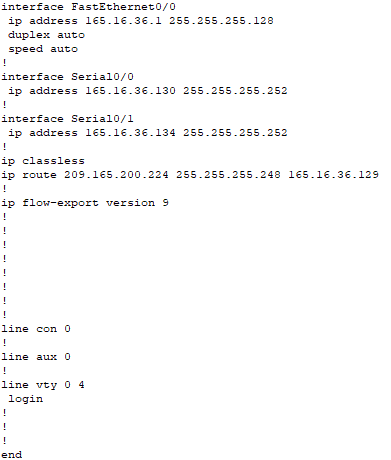 interface FastEthernet0/0
 ip address 165.16.36.1 255.255.255.128
 duplex auto
 speed auto
!
interface Serial0/0
 ip address 165.16.36.130 255.255.255.252
!
interface Serial0/1
 ip address 165.16.36.134 255.255.255.252
!
ip classless
ip route 209.165.200.224 255.255.255.248 165.16.36.129
!
ip flow-export version 9
!
!
!
!
!
!
!
!
line con 0
!
line aux 0
!
line vty 0 4
 login
!
!
!
end